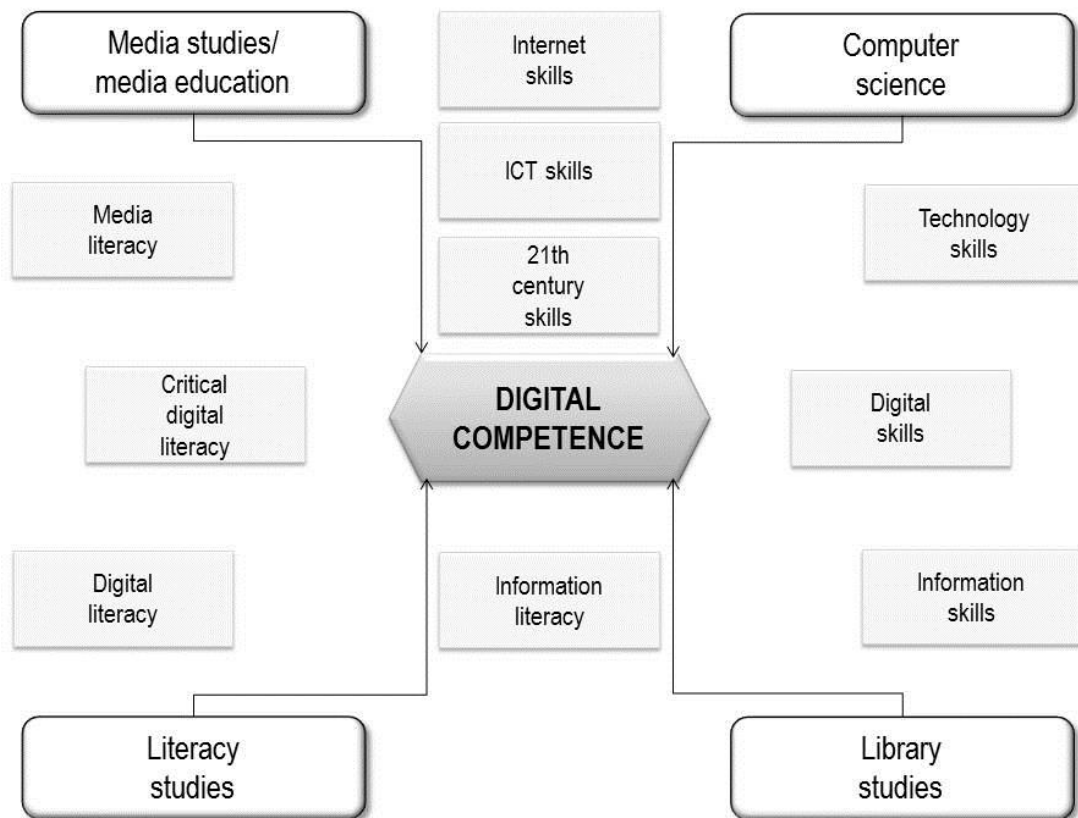 Media studies/
media education
Internet
skills
Computer
science
ICT skills
Media
literacy
Technology
skills
21th
century
skills
Critical
digital
literacy
DIGITAL
COMPETENCE
Digital
skills
Digital
literacy
Information
literacy
Information
skills
Literacy
studies
Library
studies